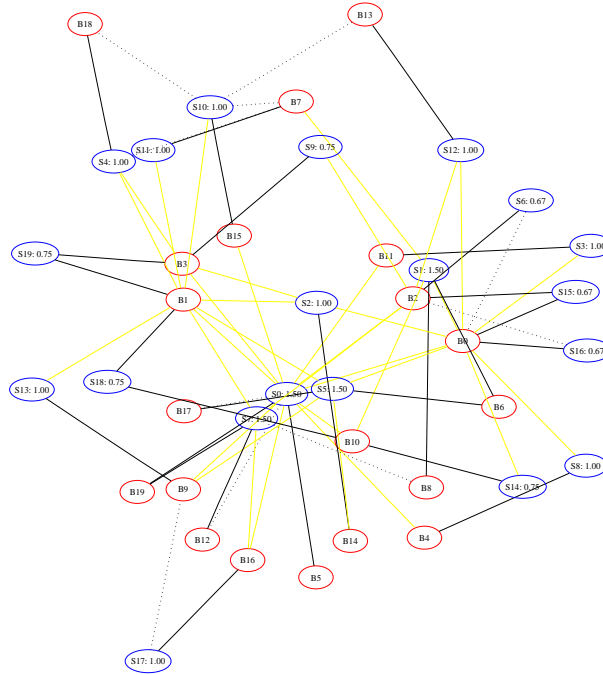 B18
B13
B7
S10: 1.00
S11: 1.00
S4: 1.00
S9: 0.75
S12: 1.00
S6: 0.67
B15
S19: 0.75
B3
B11
S3: 1.00
S1: 1.50
B1
S2: 1.00
B2
S15: 0.67
B0
S16: 0.67
S18: 0.75
S13: 1.00
S0: 1.50
S5: 1.50
B17
S7: 1.50
B6
B10
S8: 1.00
B19
B9
B8
S14: 0.75
B12
B14
B4
B16
B5
S17: 1.00